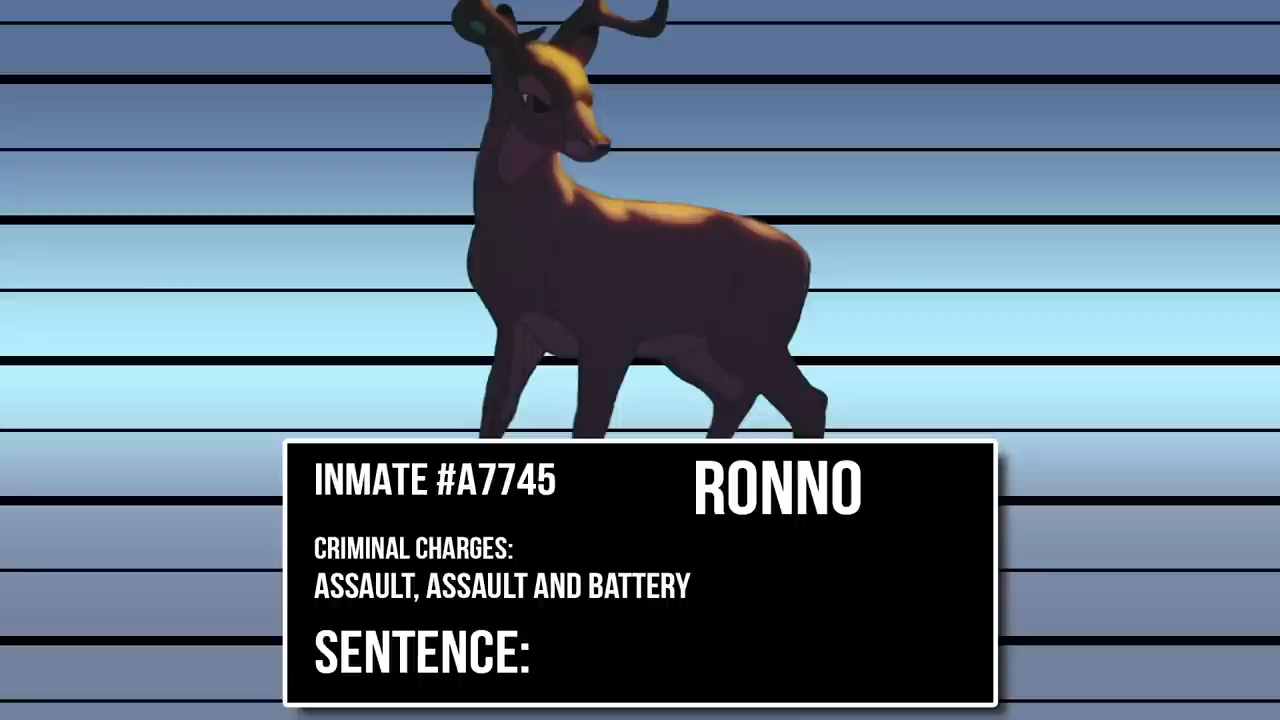 INMATE #A7745
RONNO
CRIMINAL CHARGES:
ASSAULT, ASSAULT AND BATTERY
SENTENCE: